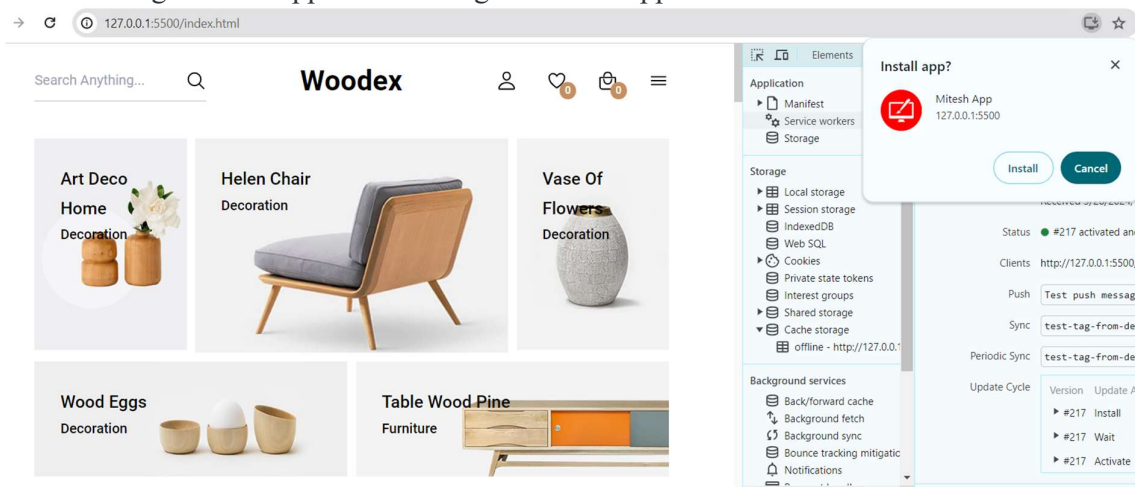 127.0.0.1:5500/index.html
Search Anything...
Woodex
0
0
Art Deco
Home
Decoration
Helen Chair
Decoration
Vase Of
Flowers
Decoration
Wood Eggs
Decoration
Table Wood Pine
Furniture
Elements
Application
Manifest
Service workers
Storage
Storage
Local storage
Session storage
IndexedDB
Web SQL
Cookies
Private state tokens
Interest groups
Shared storage
Cache storage
offline - http://127.0.0.1
Background services
Back/forward cache
Background fetch
Background sync
Bounce tracking mitigatio
Notifications
Install app?
Mitesh App
127.0.0.1:5500
Install
Cancel
Status
#217 activated and
Clients
http://127.0.0.1:5500,
Push
Test push messag
Sync
test-tag-from-de
Periodic Sync
test-tag-from-de
Update Cycle
Version
Update A
#217 Install
#217 Wait
#217 Activate